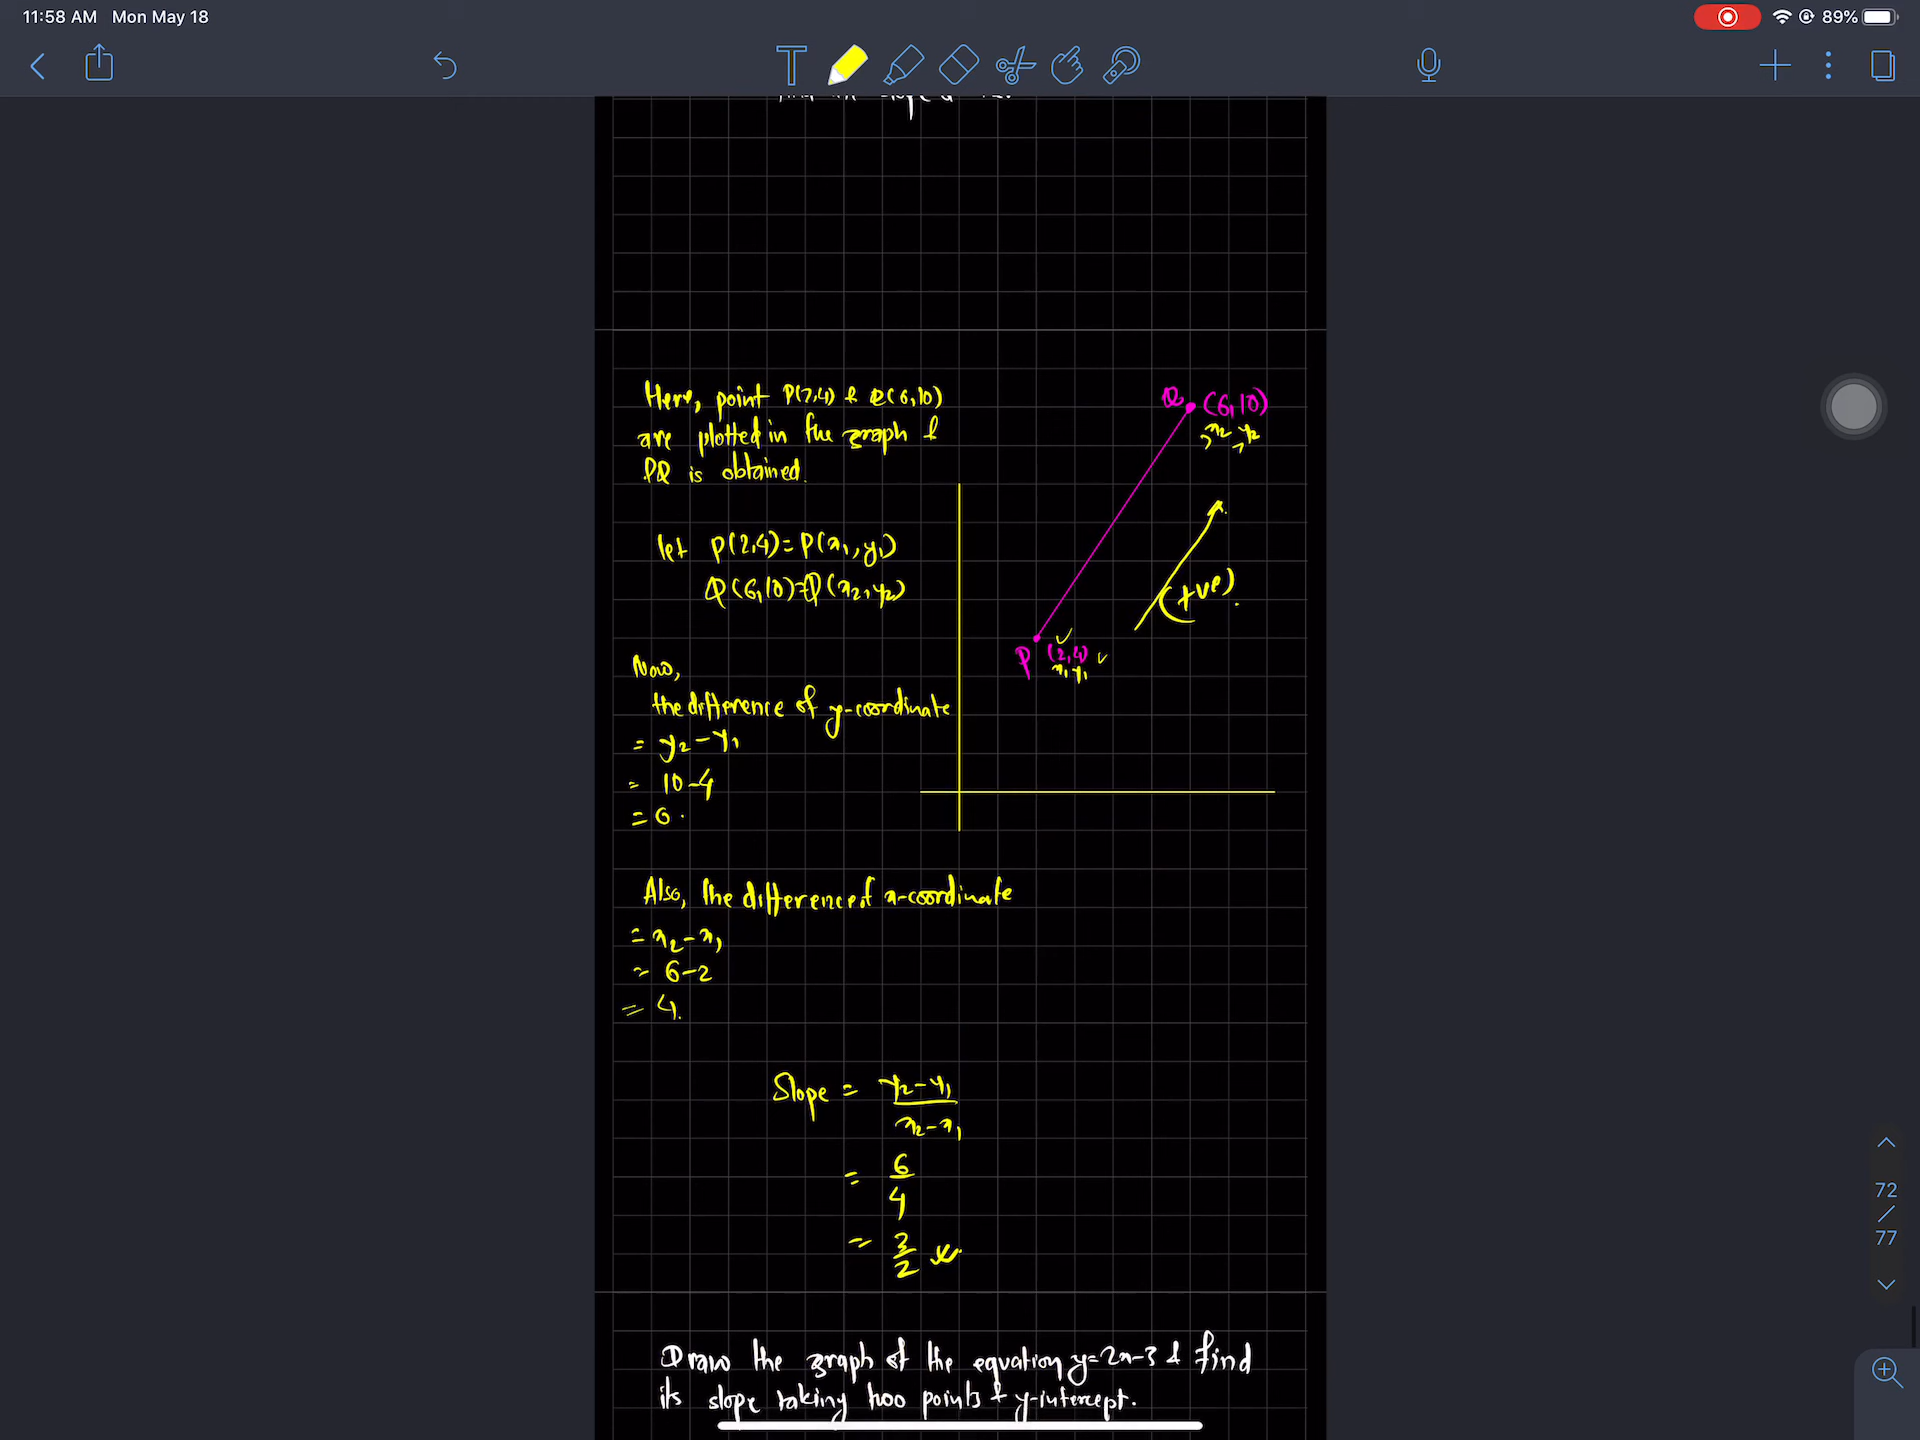 11:58 AM Mon May 18
89%
Here, point P(2,4) & Q(6,10)
are plotted in the graph &
PQ is obtained.
let P(2,4) = P(x1, y1)
Q(6,10) = Q(x2, y2)
Q (6,10)
x2 y2
(+ve).
P (2,4)
x1 y1
Now,
the difference of y-coordinate
= y2 - y1
= 10-4
= 6.
Also, the difference of x-coordinate
= x2 - x1
= 6-2
= 4.
Slope = y2-y1 / x2-x1
= 6/4
= 3/2
Draw the graph of the equation y=2x-3 & find
its slope taking two points & y-intercept.
72
/
77